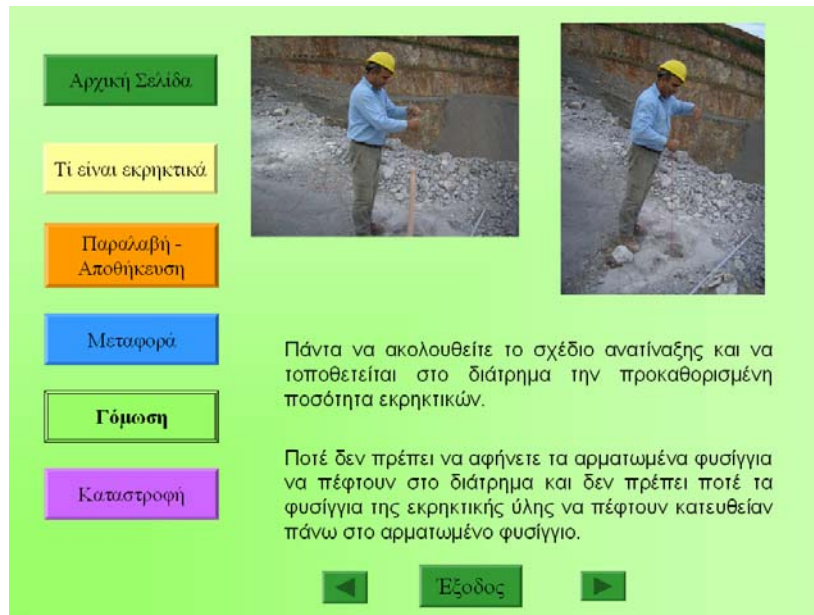 Αρχική Σελίδα
Τί είναι εκρηκτικά
Παραλαβή -
Αποθήκευση
Μεταφορά
Γόμωση
Καταστροφή
Πάντα να ακολουθείτε το σχέδιο ανατίναξης και να
τοποθετείται στο διάτρημα την προκαθορισμένη
ποσότητα εκρηκτικών.
Ποτέ δεν πρέπει να αφήνετε τα αρματωμένα φυσίγγια
να πέφτουν στο διάτρημα και δεν πρέπει ποτέ τα
φυσίγγια της εκρηκτικής ύλης να πέφτουν κατευθείαν
πάνω στο αρματωμένο φυσίγγιο.
Έξοδος